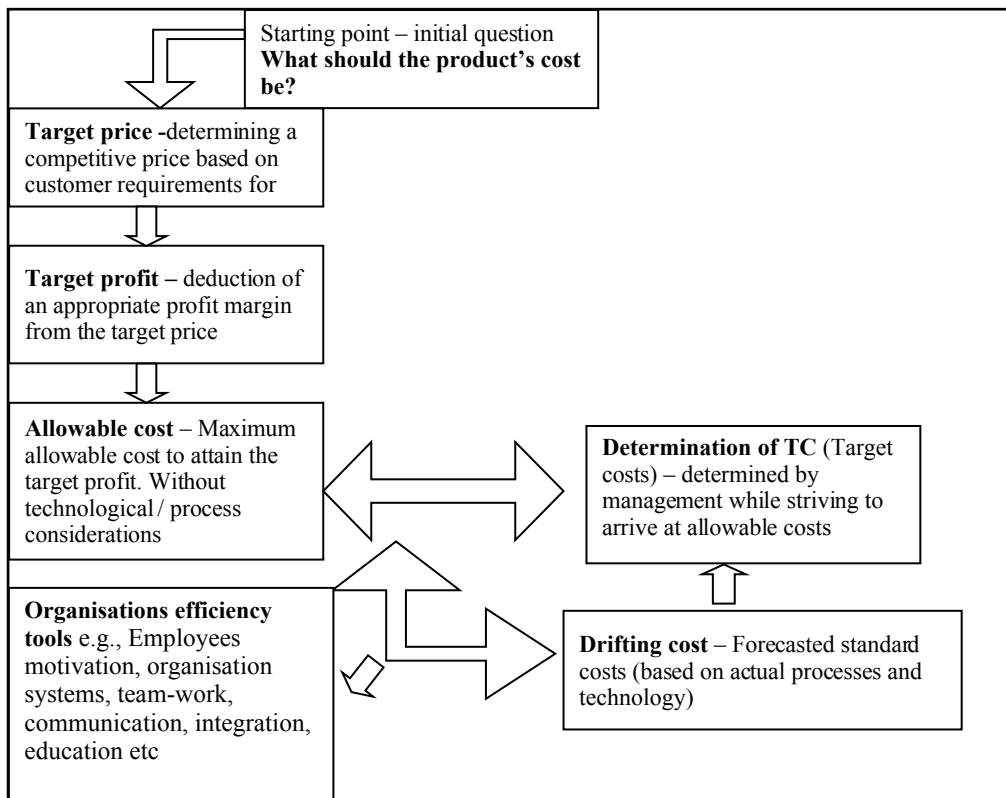 Starting point – initial question
What should the product's cost
be?
Target price -determining a
competitive price based on
customer requirements for
Target profit – deduction of
an appropriate profit margin
from the target price
Allowable cost – Maximum
allowable cost to attain the
target profit. Without
technological / process
considerations
Determination of TC (Target
costs) – determined by
management while striving to
arrive at allowable costs
Organisations efficiency
tools e.g., Employees
motivation, organisation
systems, team-work,
communication, integration,
education etc
Drifting cost – Forecasted standard
costs (based on actual processes and
technology)